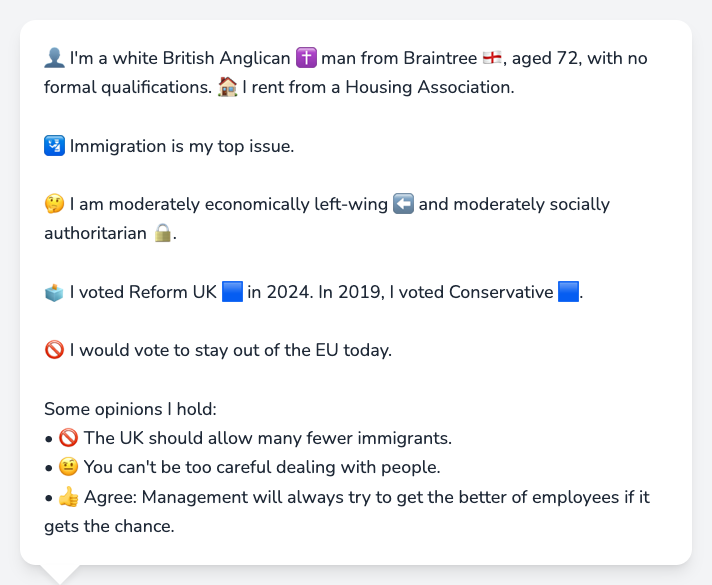 👤 I'm a white British Anglican ✝️ man from Braintree 🏴󠁧󠁢󠁥󠁮󠁧󠁿, aged 72, with no
formal qualifications. 🏠 I rent from a Housing Association.
🛂 Immigration is my top issue.
🤔 I am moderately economically left-wing ⬅️ and moderately socially
authoritarian 🔒.
🗳️ I voted Reform UK 🟦 in 2024. In 2019, I voted Conservative 🟦.
🚫 I would vote to stay out of the EU today.
Some opinions I hold:
• 🚫 The UK should allow many fewer immigrants.
• 🤨 You can't be too careful dealing with people.
• 👍 Agree: Management will always try to get the better of employees if it
gets the chance.